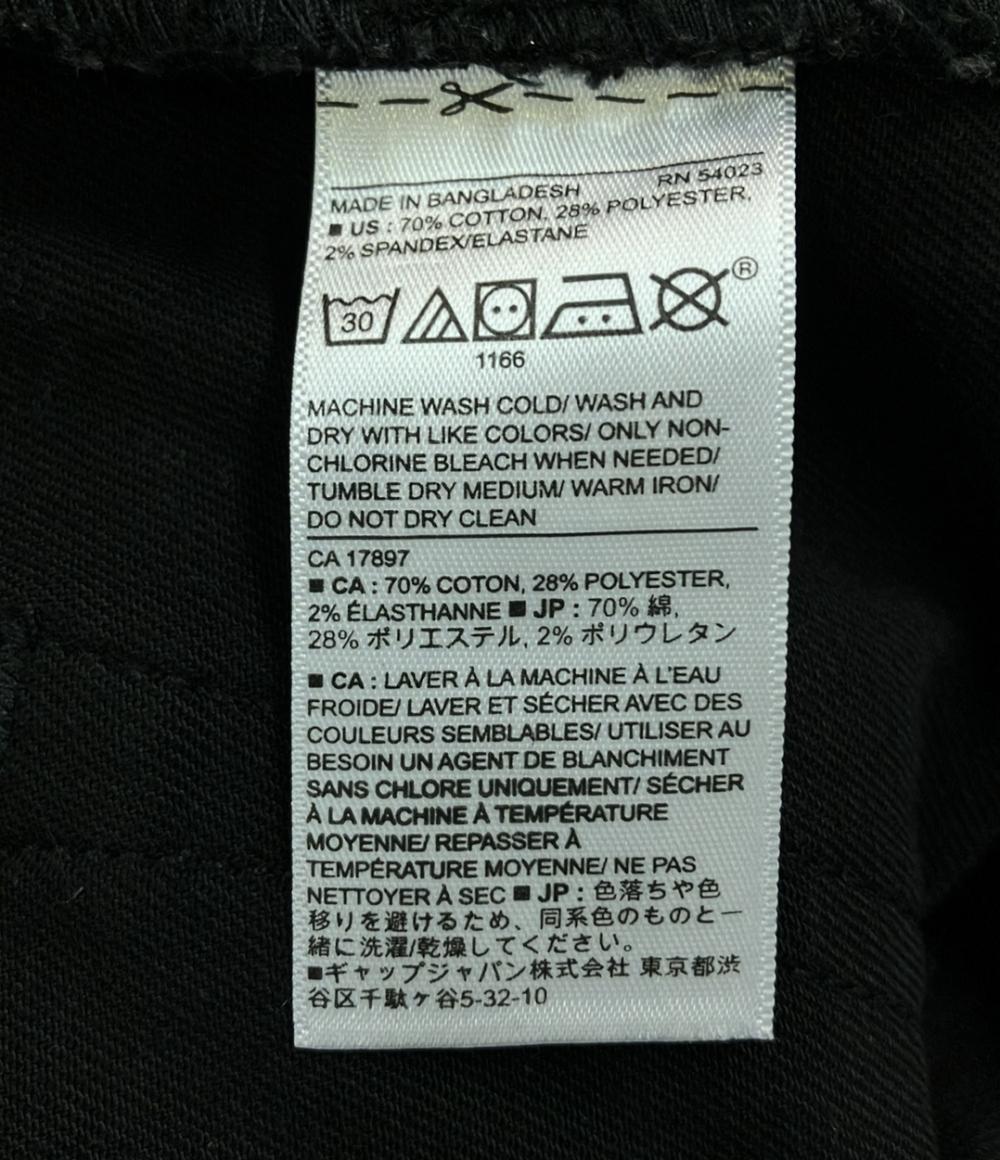 MADE IN BANGLADESH RN 54023
■ US : 70% COTTON, 28% POLYESTER,
2% SPANDEX/ELASTANE
30
®
1166
MACHINE WASH COLD/ WASH AND
DRY WITH LIKE COLORS/ ONLY NON-
CHLORINE BLEACH WHEN NEEDED/
TUMBLE DRY MEDIUM/ WARM IRON/
DO NOT DRY CLEAN
CA 17897
■ CA : 70% COTON, 28% POLYESTER,
2% ÉLASTHANNE ■ JP : 70% 綿,
28% ポリエステル, 2% ポリウレタン
■ CA : LAVER À LA MACHINE À L'EAU
FROIDE/ LAVER ET SÉCHER AVEC DES
COULEURS SEMBLABLES/ UTILISER AU
BESOIN UN AGENT DE BLANCHIMENT
SANS CHLORE UNIQUEMENT/ SÉCHER
À LA MACHINE À TEMPÉRATURE
MOYENNE/ REPASSER À
TEMPÉRATURE MOYENNE/ NE PAS
NETTOYER À SEC ■ JP : 色落ちや色
移りを避けるため、同系色のものと一
緒に洗濯/乾燥してください。
■ギャップジャパン株式会社 東京都渋
谷区千駄ヶ谷5-32-10